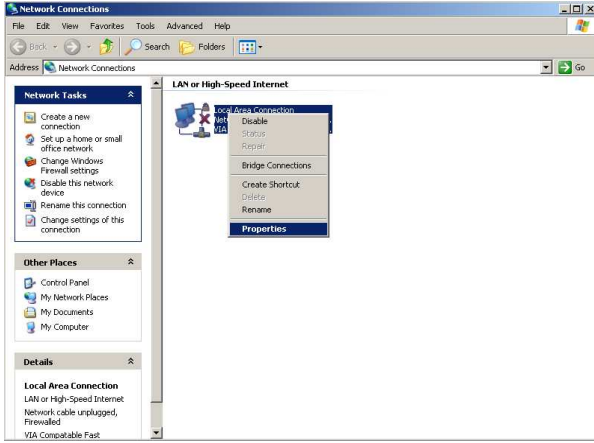 Network Connections
File Edit View Favorites Tools Advanced Help
Back Search Folders
Address Network Connections Go
Network Tasks
Create a new
connection
Set up a home or small
office network
Change Windows
Firewall settings
Disable this network
device
Rename this connection
Change settings of this
connection
Other Places
Control Panel
My Network Places
My Documents
My Computer
Details
Local Area Connection
LAN or High-Speed Internet
Network cable unplugged,
Firewalled
VIA Compatable Fast
LAN or High-Speed Internet
Local Area Connection
Net
VIA
Disable
Status
Repair
Bridge Connections
Create Shortcut
Delete
Rename
Properties